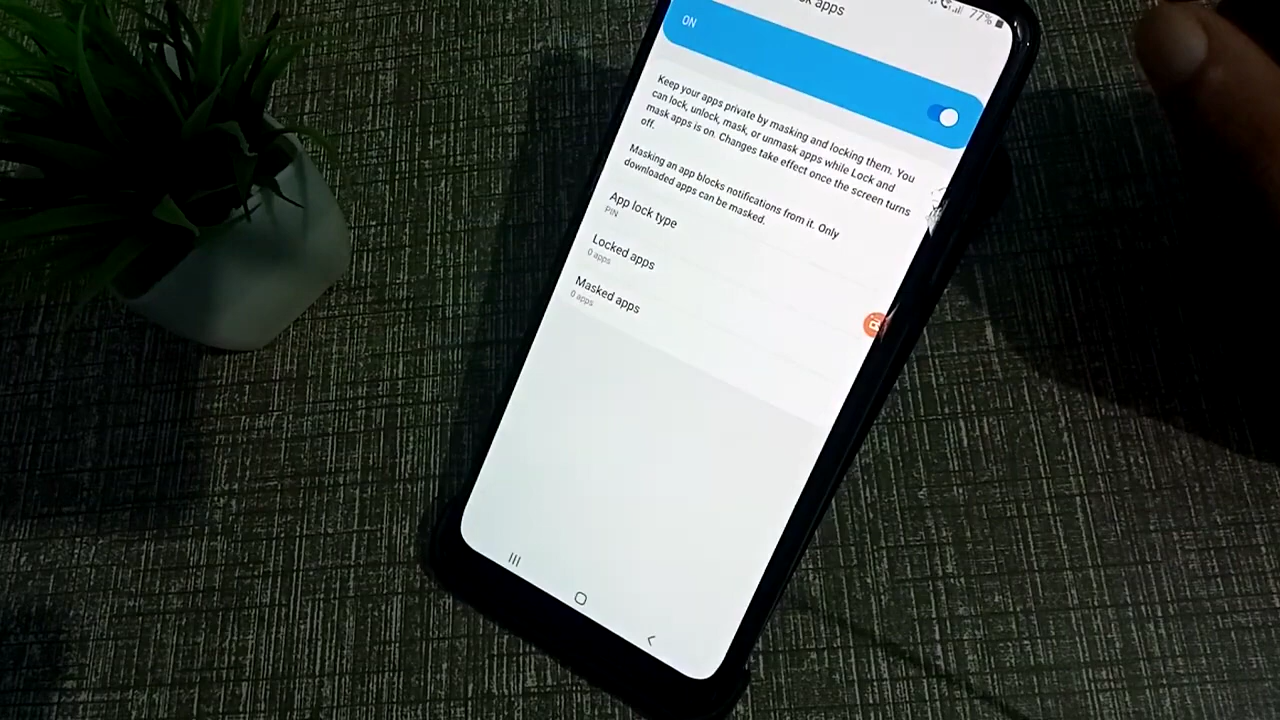 apps
77%
ON
Keep your apps private by masking and locking them. You
can lock, unlock, mask, or unmask apps while Lock and
mask apps is on. Changes take effect once the screen turns
off.
Masking an app blocks notifications from it. Only
downloaded apps can be masked.
App lock type
PIN
Locked apps
0 apps
Masked apps
0 apps